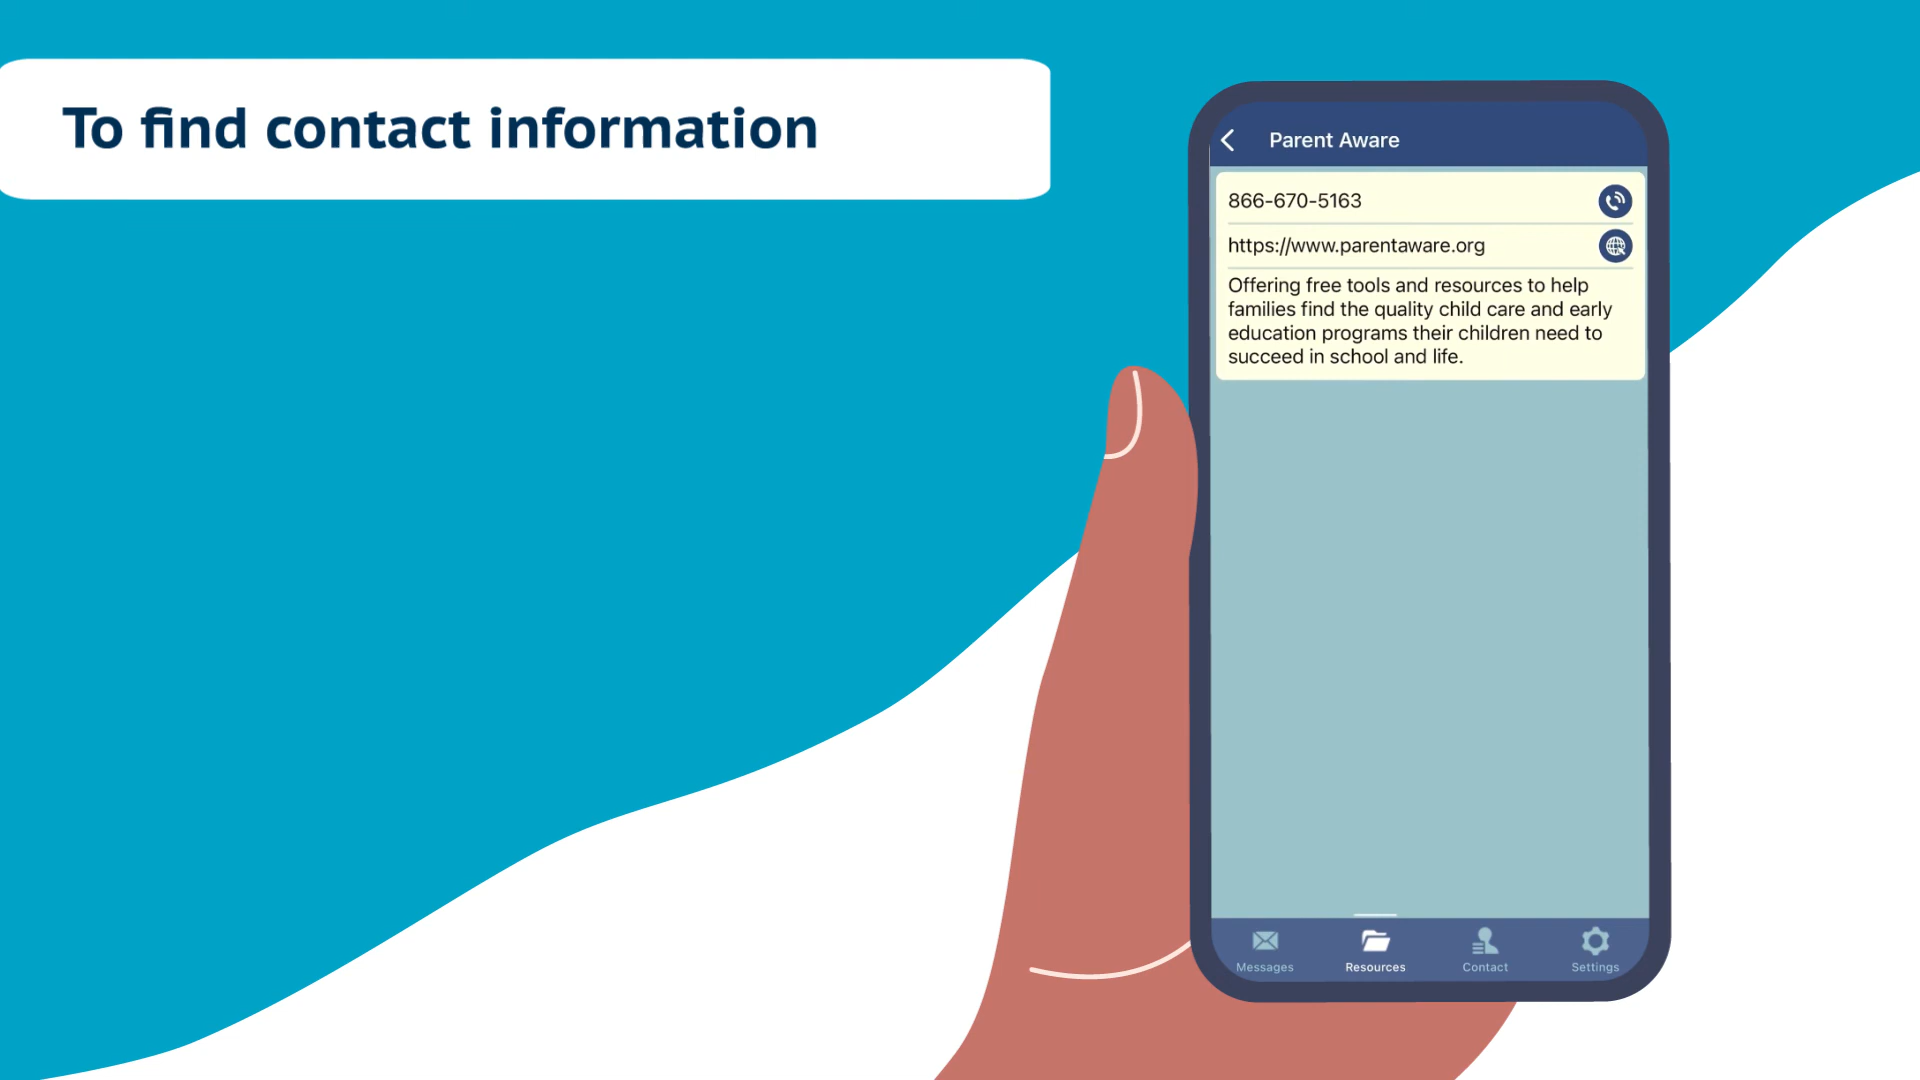 To find contact information
Parent Aware
866-670-5163
https://www.parentaware.org
Offering free tools and resources to help
families find the quality child care and early
education programs their children need to
succeed in school and life.
Messages
Resources
Contact
Settings